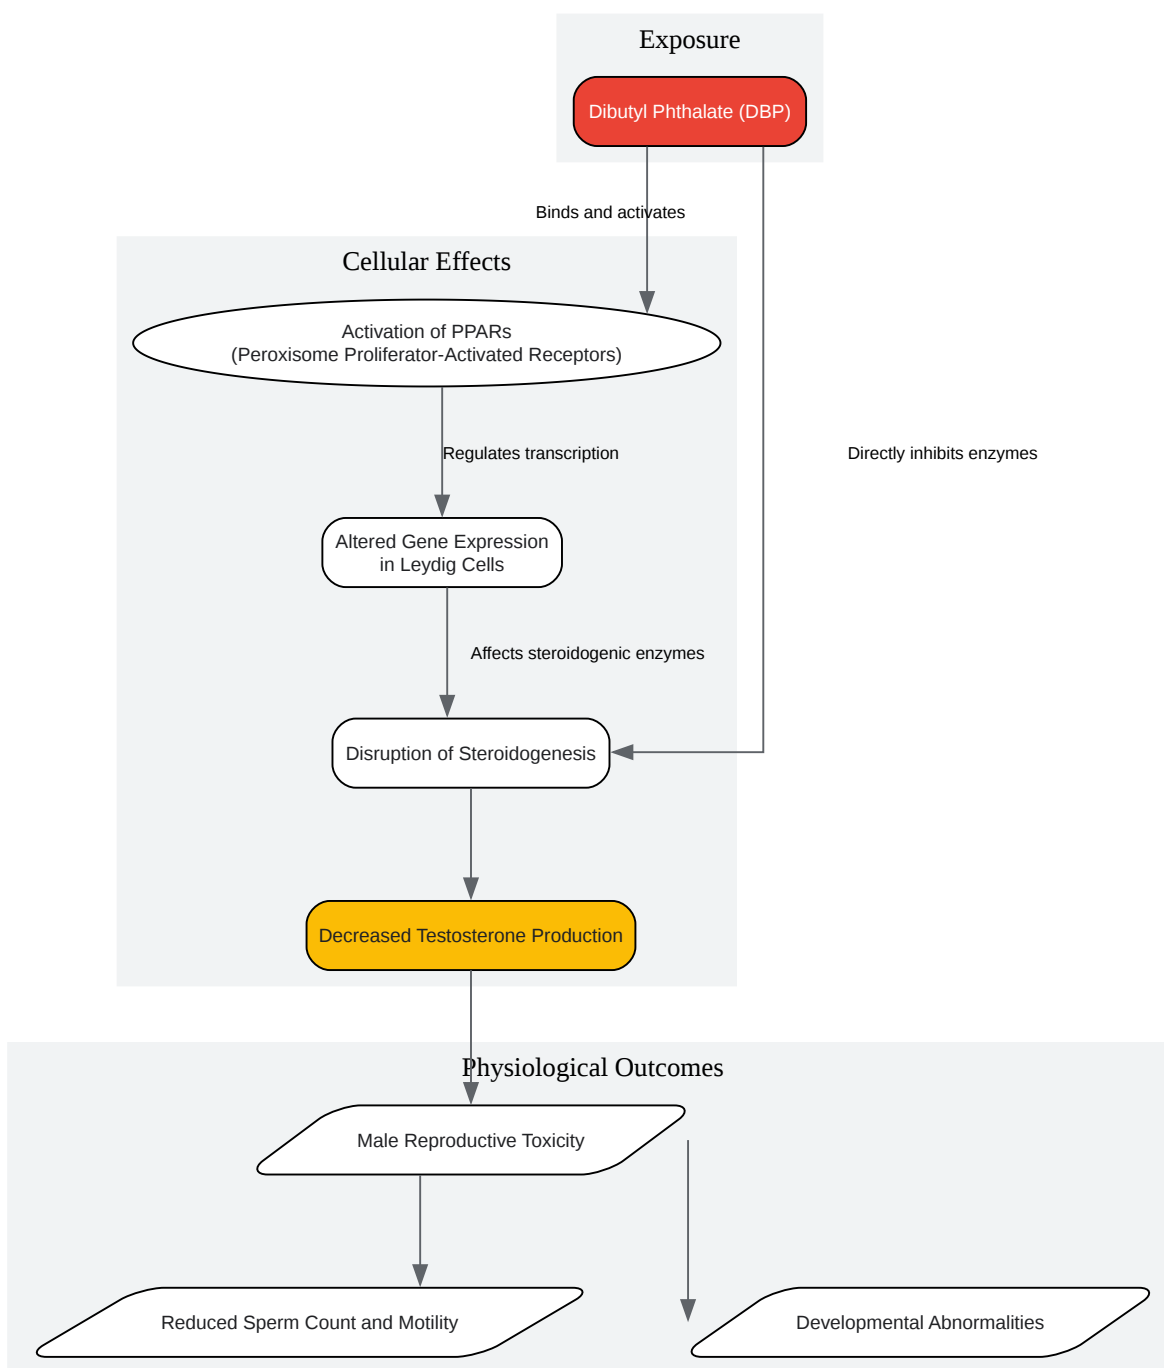 Exposure
Dibutyl Phthalate (DBP)
Binds and activates
Cellular Effects
Activation of PPARs
(Peroxisome Proliferator-Activated Receptors)
Regulates transcription
Directly inhibits enzymes
Altered Gene Expression
in Leydig Cells
Affects steroidogenic enzymes
Disruption of Steroidogenesis
Decreased Testosterone Production
Physiological Outcomes
Male Reproductive Toxicity
Reduced Sperm Count and Motility
Developmental Abnormalities